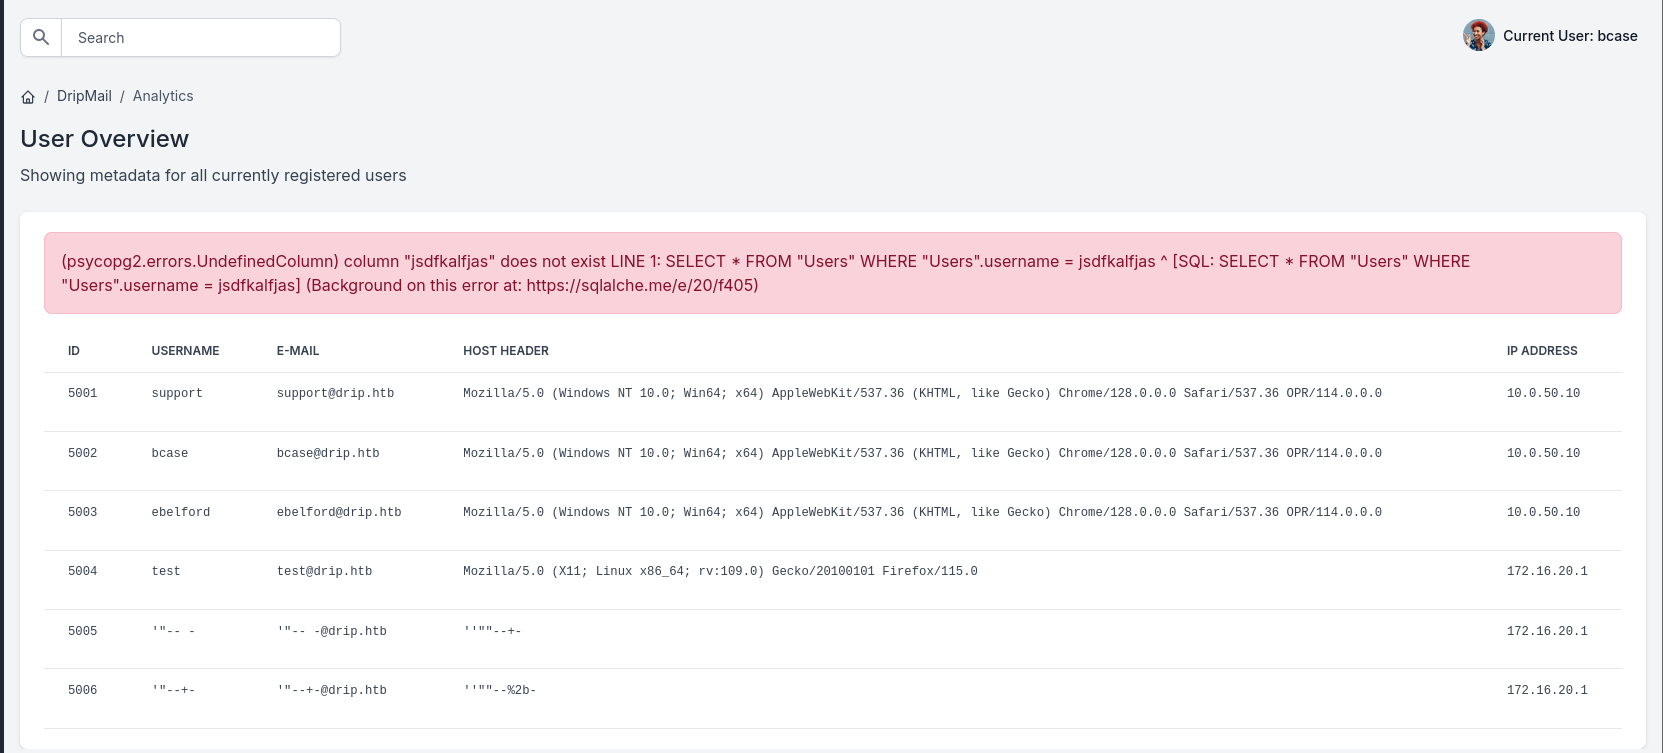 Search
Current User: bcase
/ DripMail / Analytics
User Overview
Showing metadata for all currently registered users
(psycopg2.errors.UndefinedColumn) column "jsdfkalfjas" does not exist LINE 1: SELECT * FROM "Users" WHERE "Users".username = jsdfkalfjas ^ [SQL: SELECT * FROM "Users" WHERE
"Users".username = jsdfkalfjas] (Background on this error at: https://sqlalche.me/e/20/f405)
ID USERNAME E-MAIL HOST HEADER IP ADDRESS
5001 support support@drip.htb Mozilla/5.0 (Windows NT 10.0; Win64; x64) AppleWebKit/537.36 (KHTML, like Gecko) Chrome/128.0.0.0 Safari/537.36 OPR/114.0.0.0 10.0.50.10
5002 bcase bcase@drip.htb Mozilla/5.0 (Windows NT 10.0; Win64; x64) AppleWebKit/537.36 (KHTML, like Gecko) Chrome/128.0.0.0 Safari/537.36 OPR/114.0.0.0 10.0.50.10
5003 ebelford ebelford@drip.htb Mozilla/5.0 (Windows NT 10.0; Win64; x64) AppleWebKit/537.36 (KHTML, like Gecko) Chrome/128.0.0.0 Safari/537.36 OPR/114.0.0.0 10.0.50.10
5004 test test@drip.htb Mozilla/5.0 (X11; Linux x86_64; rv:109.0) Gecko/20100101 Firefox/115.0 172.16.20.1
5005 '"-- - '"-- -@drip.htb ''""--+- 172.16.20.1
5006 '"--+- '"--+-@drip.htb ''""--%2b- 172.16.20.1